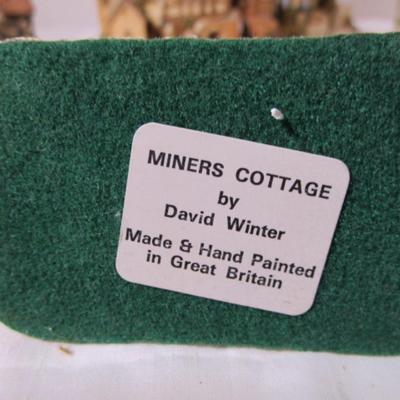 MINERS COTTAGE
by
David Winter
Made & Hand Painted
in Great Britain